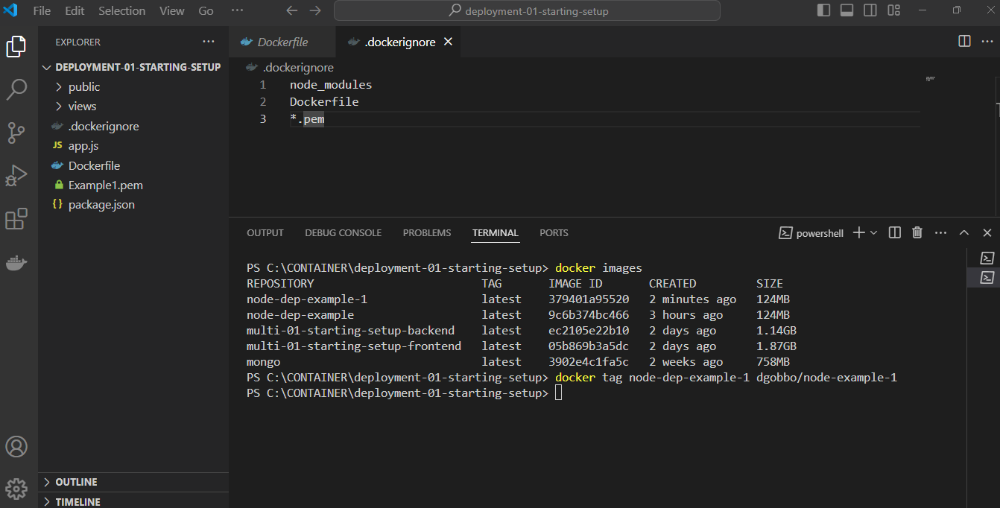 File Edit Selection View Go ··· deployment-01-starting-setup
EXPLORER ···
DEPLOYMENT-01-STARTING-SETUP
public
views
.dockerignore
JS app.js
Dockerfile
Example1.pem
{} package.json
OUTLINE
TIMELINE
Dockerfile .dockerignore
.dockerignore
1 node_modules
2 Dockerfile
3 *.pem
OUTPUT DEBUG CONSOLE PROBLEMS TERMINAL PORTS powershell
PS C:\CONTAINER\deployment-01-starting-setup> docker images
REPOSITORY TAG IMAGE ID CREATED SIZE
node-dep-example-1 latest 379401a95520 2 minutes ago 124MB
node-dep-example latest 9c6b374bc466 3 hours ago 124MB
multi-01-starting-setup-backend latest ec2105e22b10 2 days ago 1.14GB
multi-01-starting-setup-frontend latest 05b869b3a5dc 2 days ago 1.87GB
mongo latest 3902e4c1fa5c 2 weeks ago 758MB
PS C:\CONTAINER\deployment-01-starting-setup> docker tag node-dep-example-1 dgobbo/node-example-1
PS C:\CONTAINER\deployment-01-starting-setup>